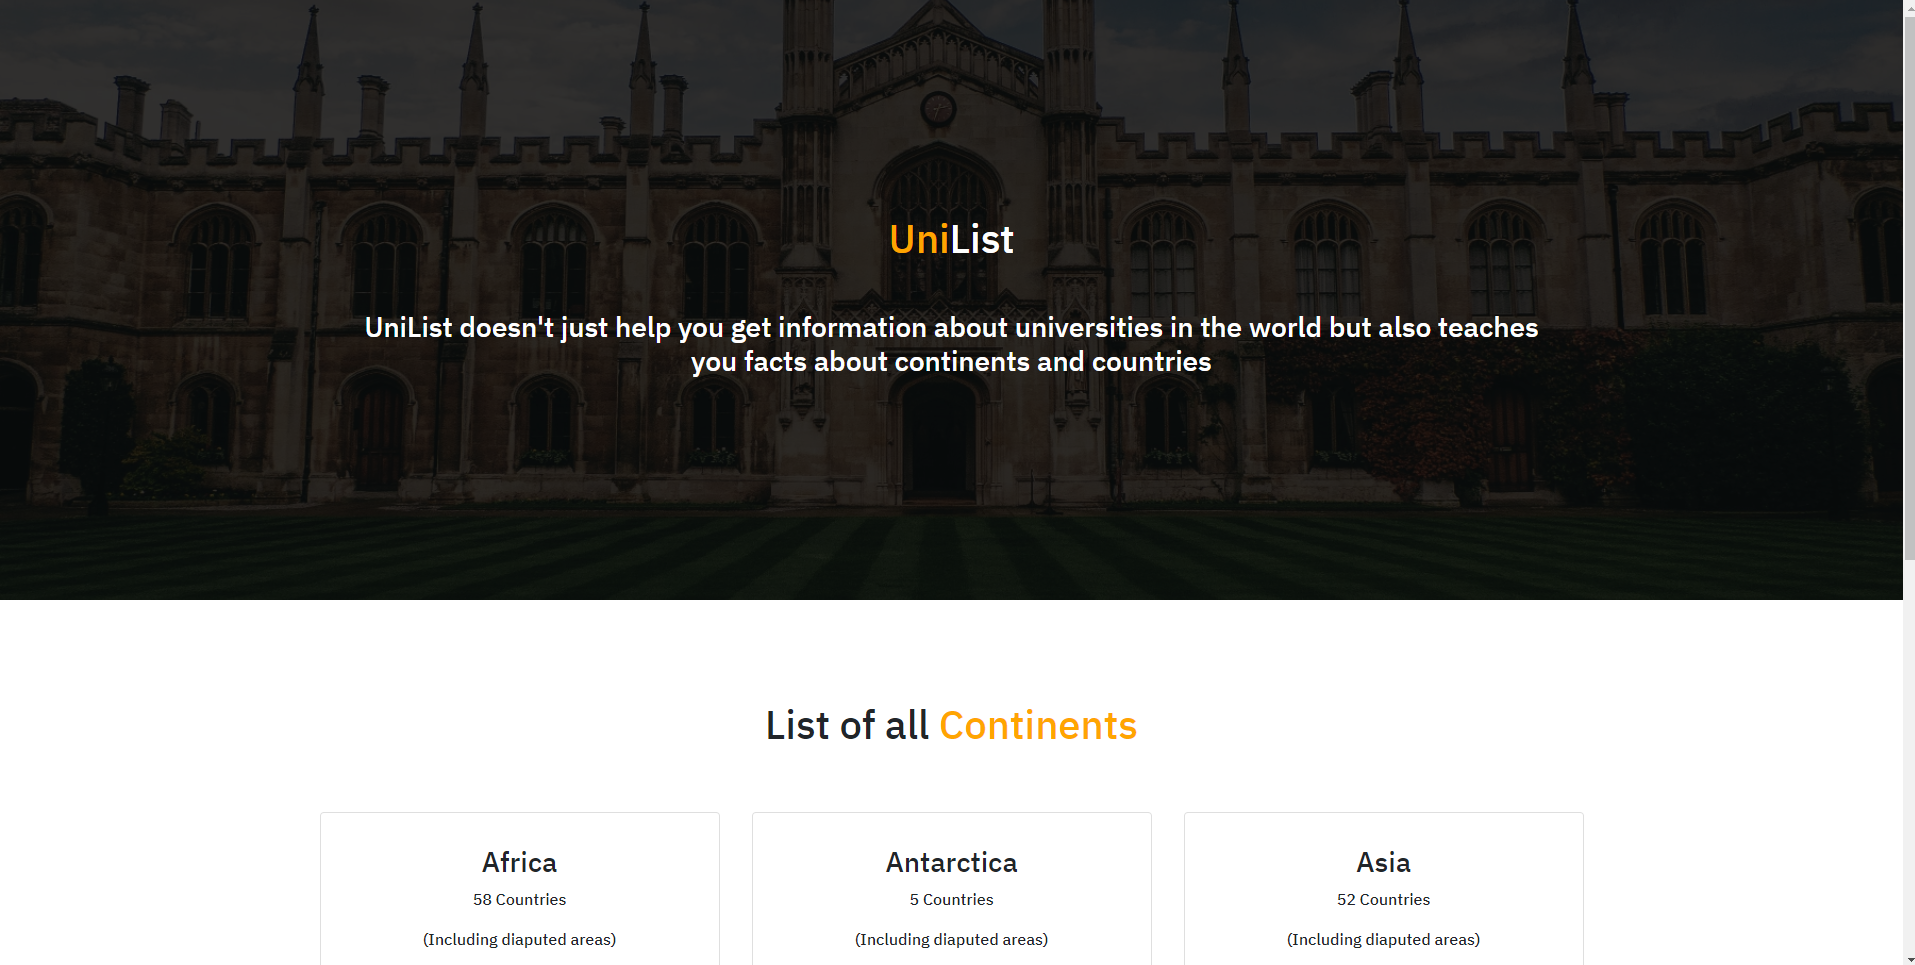 UniList
UniList doesn't just help you get information about universities in the world but also teaches
you facts about continents and countries
List of all Continents
Africa
58 Countries
(Including diaputed areas)
Antarctica
5 Countries
(Including diaputed areas)
Asia
52 Countries
(Including diaputed areas)